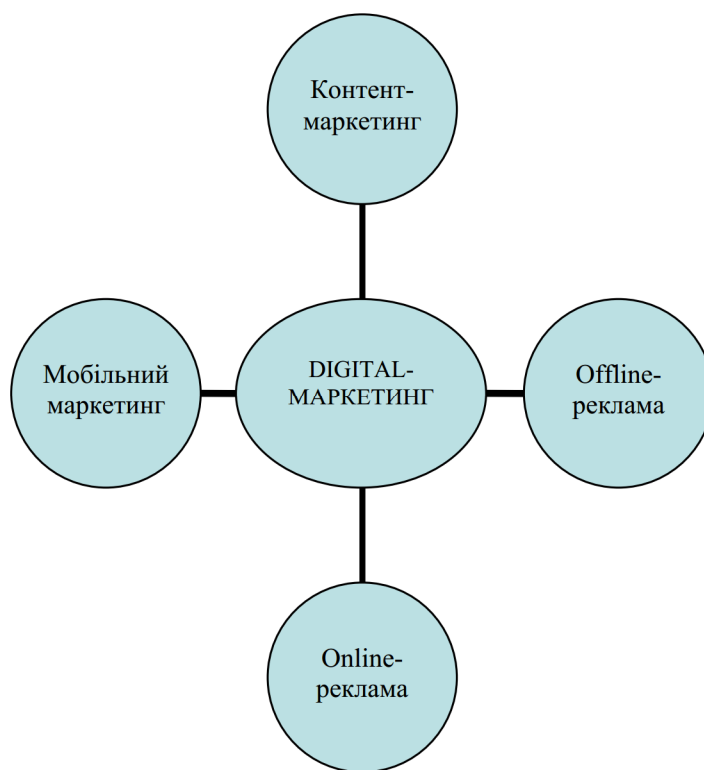 Контент-
маркетинг
Мобільний
маркетинг
DIGITAL-
МАРКЕТИНГ
Offline-
реклама
Online-
реклама